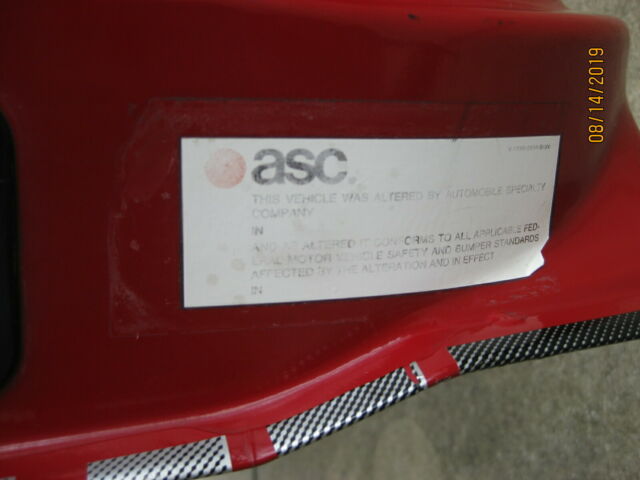 asc.
THIS VEHICLE WAS ALTERED BY AUTOMOBILE SPECIALTY
COMPANY
IN
AND AS ALTERED IT CONFORMS TO ALL APPLICABLE FED-
ERAL MOTOR VEHICLE SAFETY AND BUMPER STANDARDS
AFFECTED BY THE ALTERATION AND IN EFFECT
IN
08/14/2019